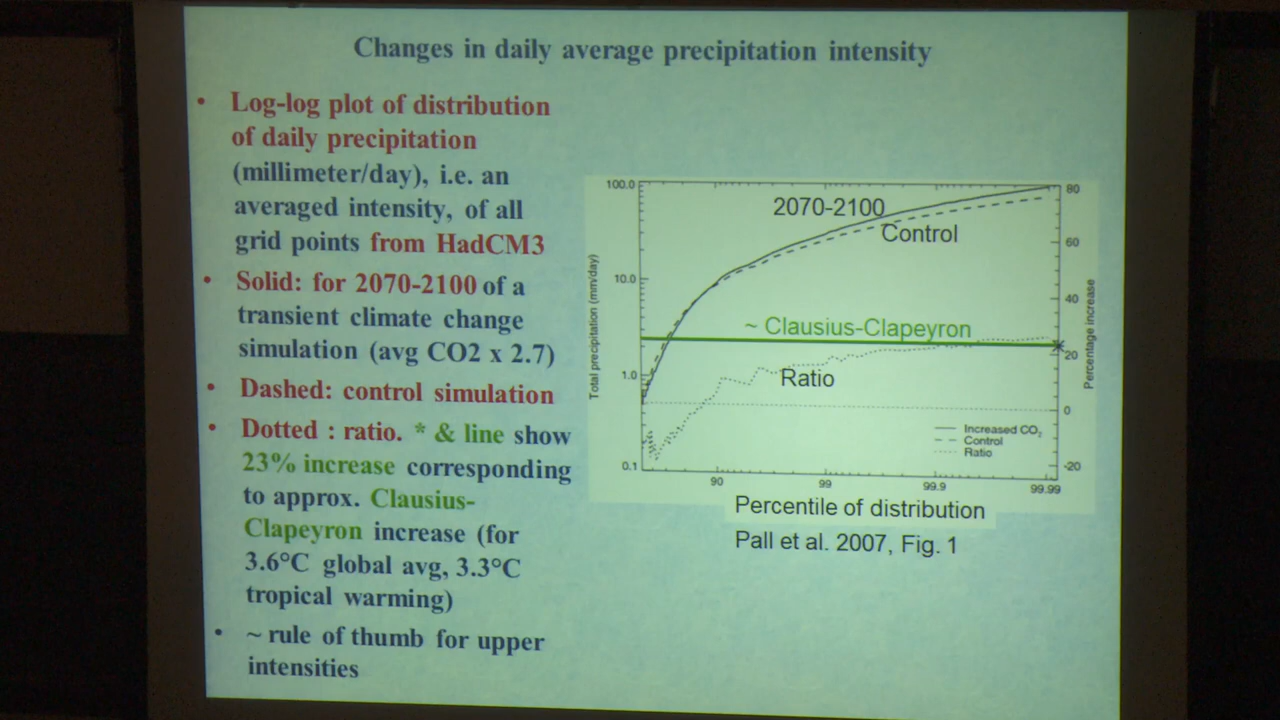 Changes in daily average precipitation intensity
• Log-log plot of distribution
of daily precipitation
(millimeter/day), i.e. an
averaged intensity, of all
grid points from HadCM3
• Solid: for 2070-2100 of a
transient climate change
simulation (avg CO2 x 2.7)
• Dashed: control simulation
• Dotted : ratio. * & line show
23% increase corresponding
to approx. Clausius-
Clapeyron increase (for
3.6°C global avg, 3.3°C
tropical warming)
• ~ rule of thumb for upper
intensities
100.0
10.0
1.0
0.1
Total precipitation (mm/day)
2070-2100
Control
~ Clausius-Clapeyron
Ratio
Increased CO2
Control
Ratio
80
60
40
20
0
-20
Percentage increase
90
99
99.9
99.99
Percentile of distribution
Pall et al. 2007, Fig. 1